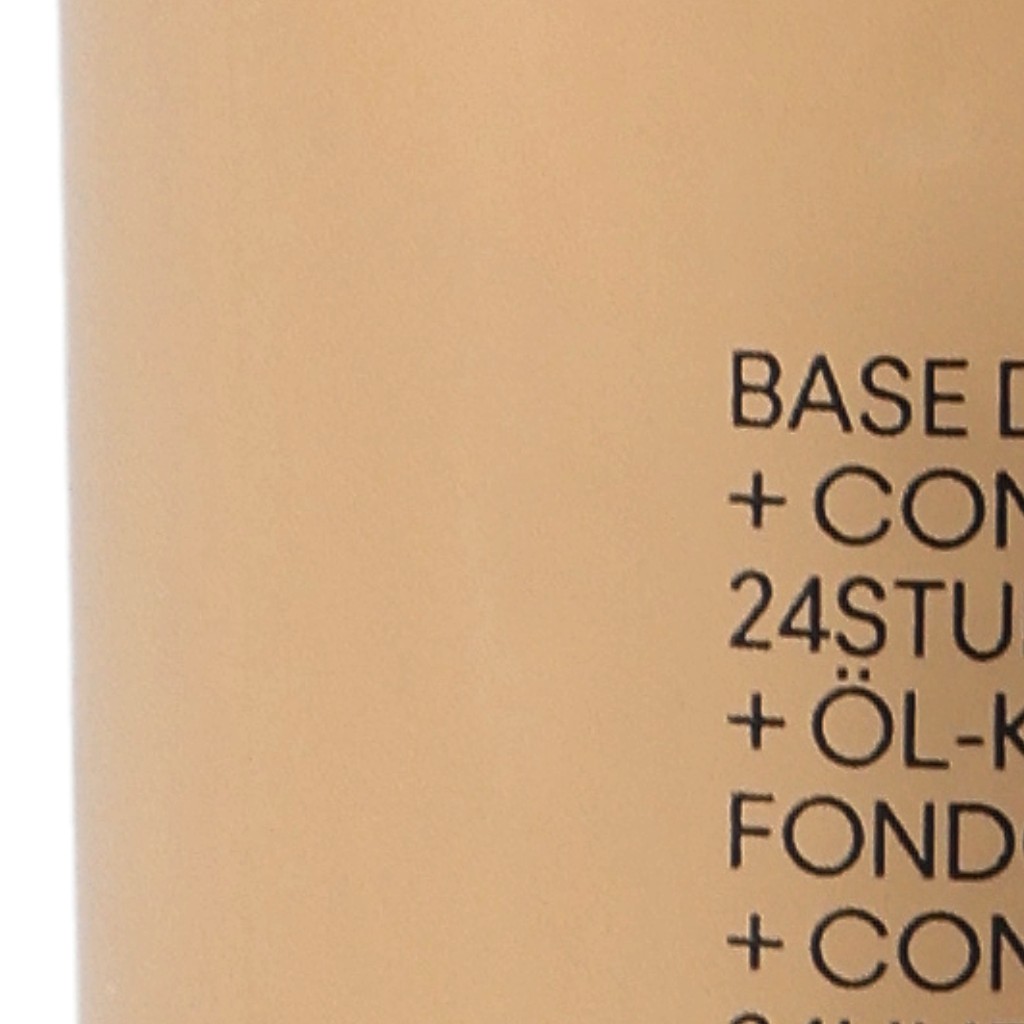 BASE
+ CON
24STU
+ ÖL-K
FOND
+ CON